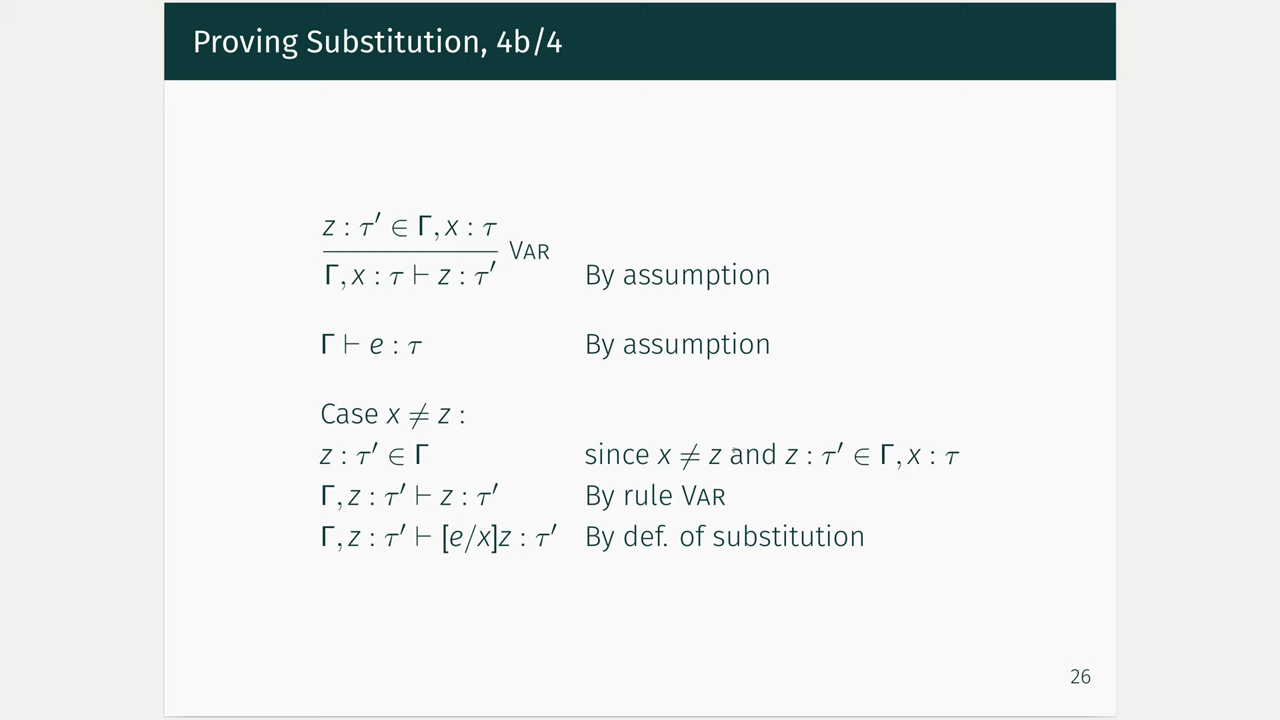 Proving Substitution, 4b/4
z : τ′ ∈ Γ, x : τ
VAR
Γ, x : τ ⊢ z : τ′ By assumption
Γ ⊢ e : τ By assumption
Case x ≠ z :
z : τ′ ∈ Γ since x ≠ z and z : τ′ ∈ Γ, x : τ
Γ, z : τ′ ⊢ z : τ′ By rule VAR
Γ, z : τ′ ⊢ [e/x]z : τ′ By def. of substitution
26